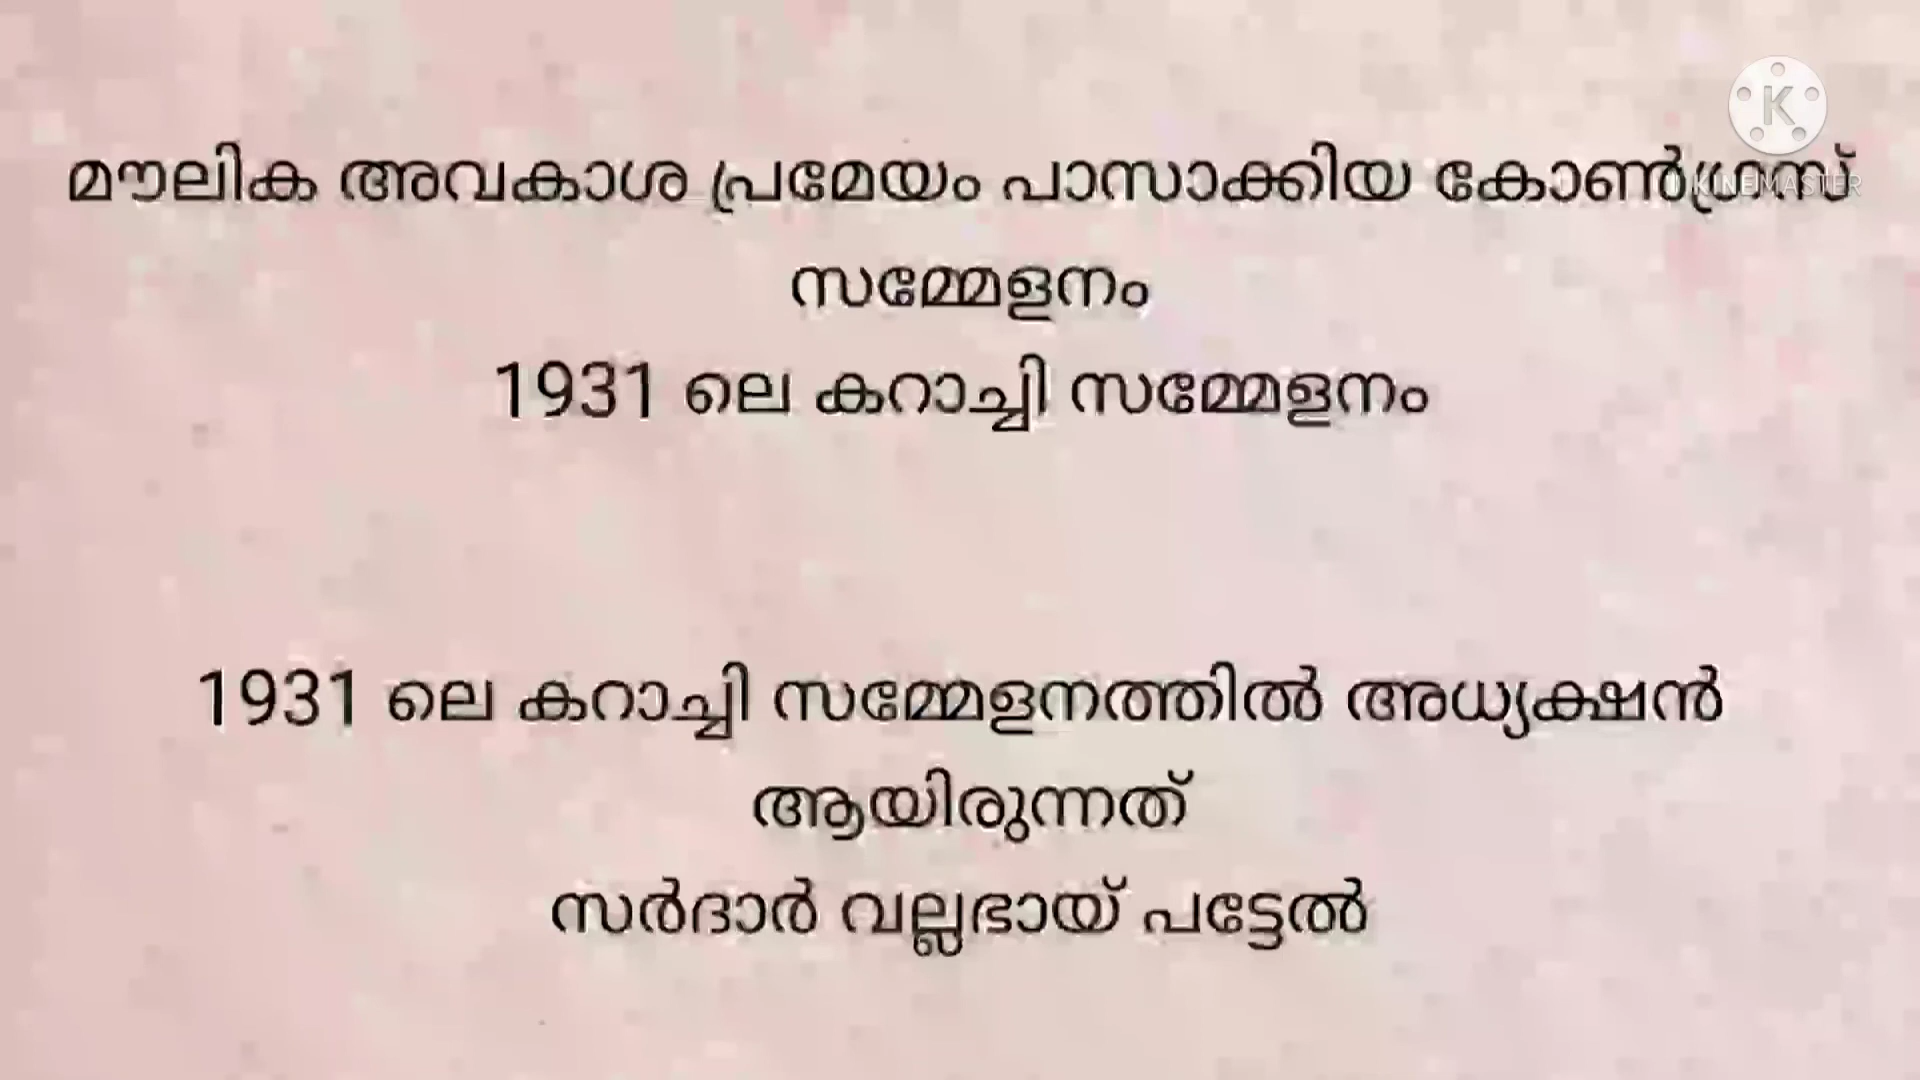 മൗലിക അവകാശ പ്രമേയം പാസാക്കിയ കോൺഗ്രസ്
സമ്മേളനം
1931 ലെ കറാച്ചി സമ്മേളനം
1931 ലെ കറാച്ചി സമ്മേളനത്തിൽ അധ്യക്ഷൻ
ആയിരുന്നത്
സർദാർ വല്ലഭായ് പട്ടേൽ
K
KINEMASTER